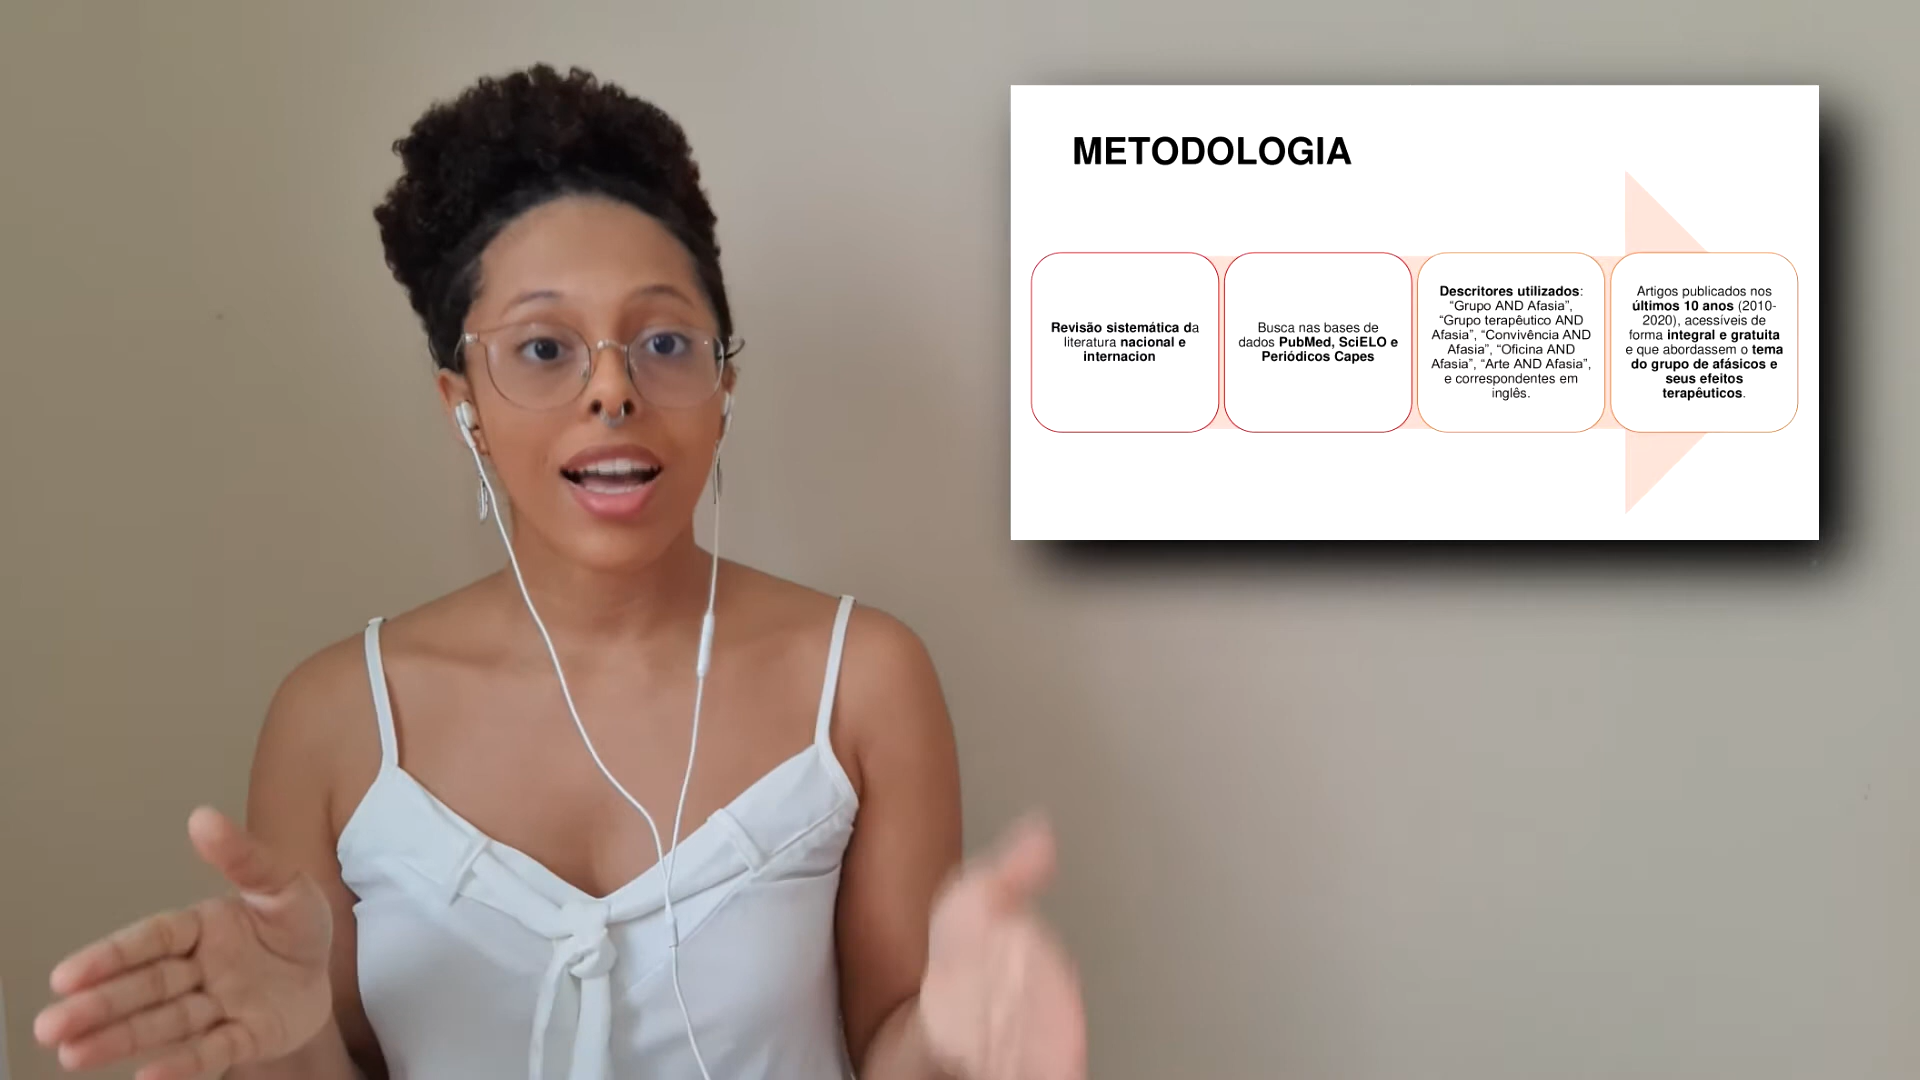 METODOLOGIA
Revisão sistemática da
literatura nacional e
internacion
Busca nas bases de
dados PubMed, SciELO e
Periódicos Capes
Descritores utilizados:
“Grupo AND Afasia”,
“Grupo terapêutico AND
Afasia”, “Convivência AND
Afasia”, “Oficina AND
Afasia”, “Arte AND Afasia”,
e correspondentes em
inglês.
Artigos publicados nos
últimos 10 anos (2010-
2020), acessíveis de
forma integral e gratuita
e que abordassem o tema
do grupo de afásicos e
seus efeitos
terapêuticos.